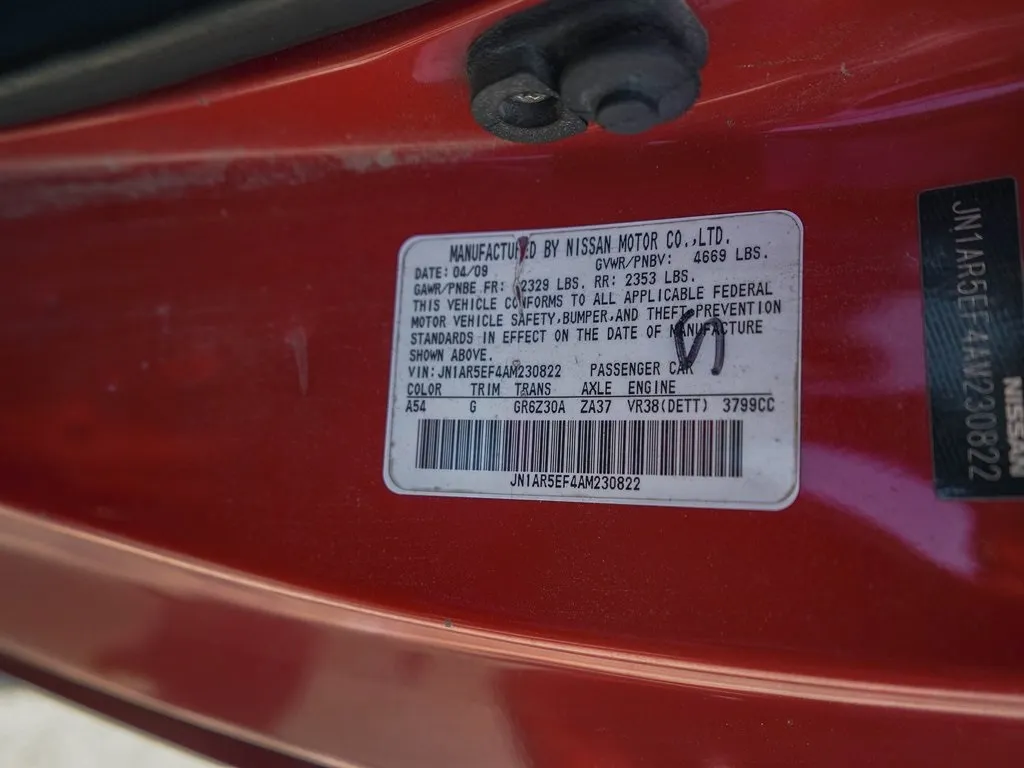 MANUFACTURED BY NISSAN MOTOR CO.,LTD.
DATE: 04/09 GVWR/PNBV: 4669 LBS.
GAWR/PNBE FR: 2329 LBS. RR: 2353 LBS.
THIS VEHICLE CONFORMS TO ALL APPLICABLE FEDERAL
MOTOR VEHICLE SAFETY,BUMPER,AND THEFT PREVENTION
STANDARDS IN EFFECT ON THE DATE OF MANUFACTURE
SHOWN ABOVE.
VIN: JN1AR5EF4AM230822 PASSENGER CAR
COLOR TRIM TRANS AXLE ENGINE
A54 G GR6Z30A ZA37 VR38(DETT) 3799CC
JN1AR5EF4AM230822
JN1AR5EF4AM230822
NISSAN